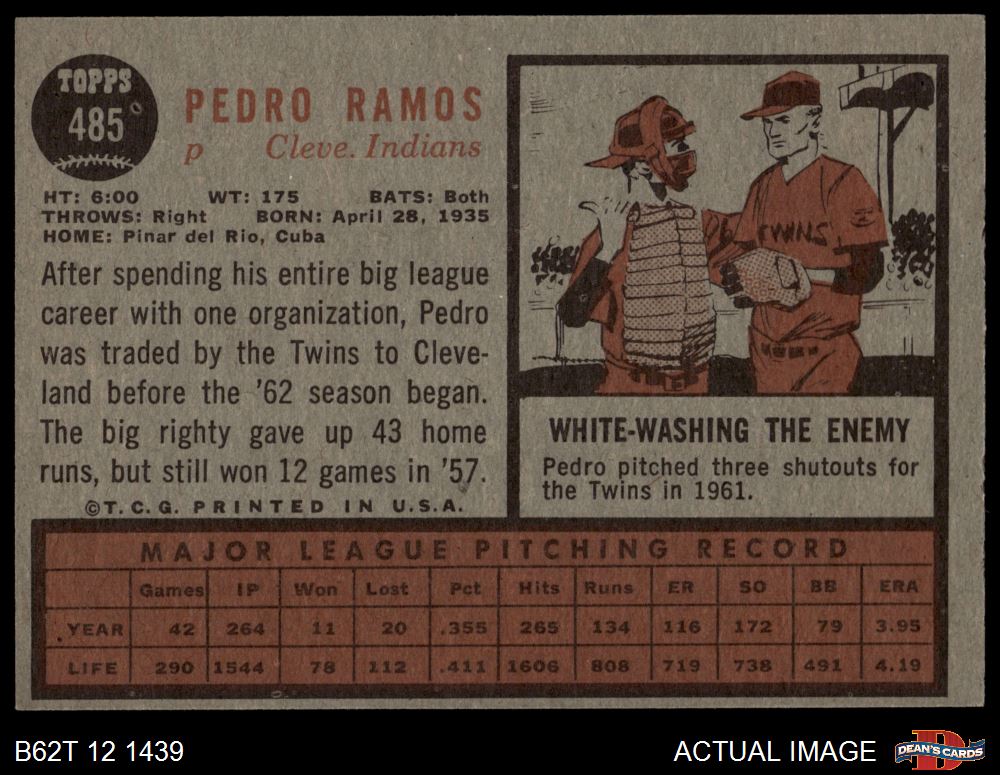 TOPPS
485
PEDRO RAMOS
p Cleve. Indians
HT: 6:00 WT: 175 BATS: Both
THROWS: Right BORN: April 28, 1935
HOME: Pinar del Rio, Cuba
After spending his entire big league
career with one organization, Pedro
was traded by the Twins to Cleve-
land before the '62 season began.
The big righty gave up 43 home
runs, but still won 12 games in '57.
©T.C.G. PRINTED IN U.S.A.
TWINS
WHITE-WASHING THE ENEMY
Pedro pitched three shutouts for
the Twins in 1961.
MAJOR LEAGUE PITCHING RECORD
Games IP Won Lost Pct Hits Runs ER SO BB ERA
YEAR 42 264 11 20 .355 265 134 116 172 79 3.95
LIFE 290 1544 78 112 .411 1606 808 719 738 491 4.19
B62T 12 1439
ACTUAL IMAGE
DEAN'S CARDS